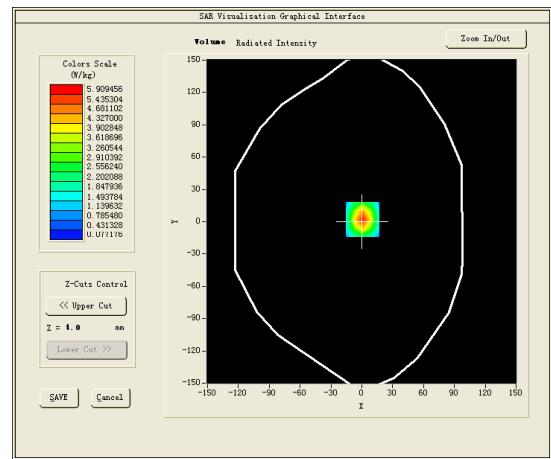 SAR Visualisation Graphical Interface
Volume Radiated Intensity
Zoom In/Out
Colors Scale
(W/kg)
5.909456
5.435304
4.681102
4.327000
3.902848
3.618696
3.260544
2.910392
2.556240
2.202088
1.847936
1.493784
1.139632
0.785480
0.431328
0.077176
Z-Cuts Control
<< Upper Cut
Z = 4.0 mm
Lower Cut >>
SAVE Cancel
150
90
60
30
Y 0
-30
-60
-90
-120
-150
-150 -120 -90 -60 -30 0 30 60 90 120 150
X